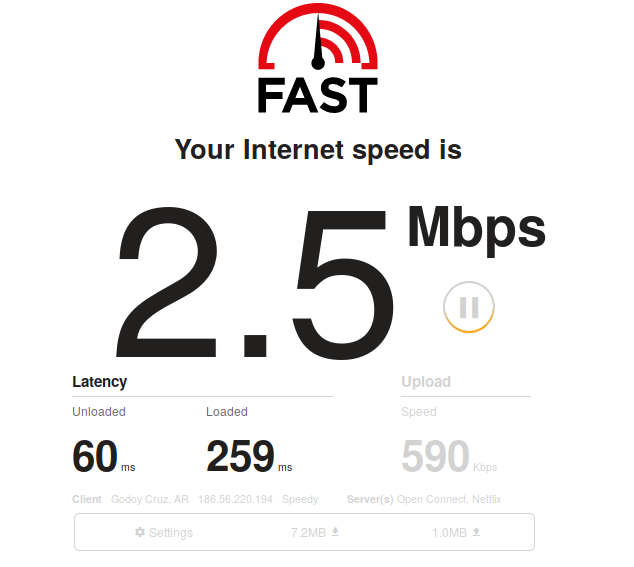 FAST
Your Internet speed is
2.5 Mbps
Latency
Upload
Unloaded
Loaded
Speed
60 ms
259 ms
590 Kbps
Client Godoy Cruz, AR 186.56.220.194 Speedy Server(s) Open Connect, Netflix
Settings 7.2MB 1.0MB